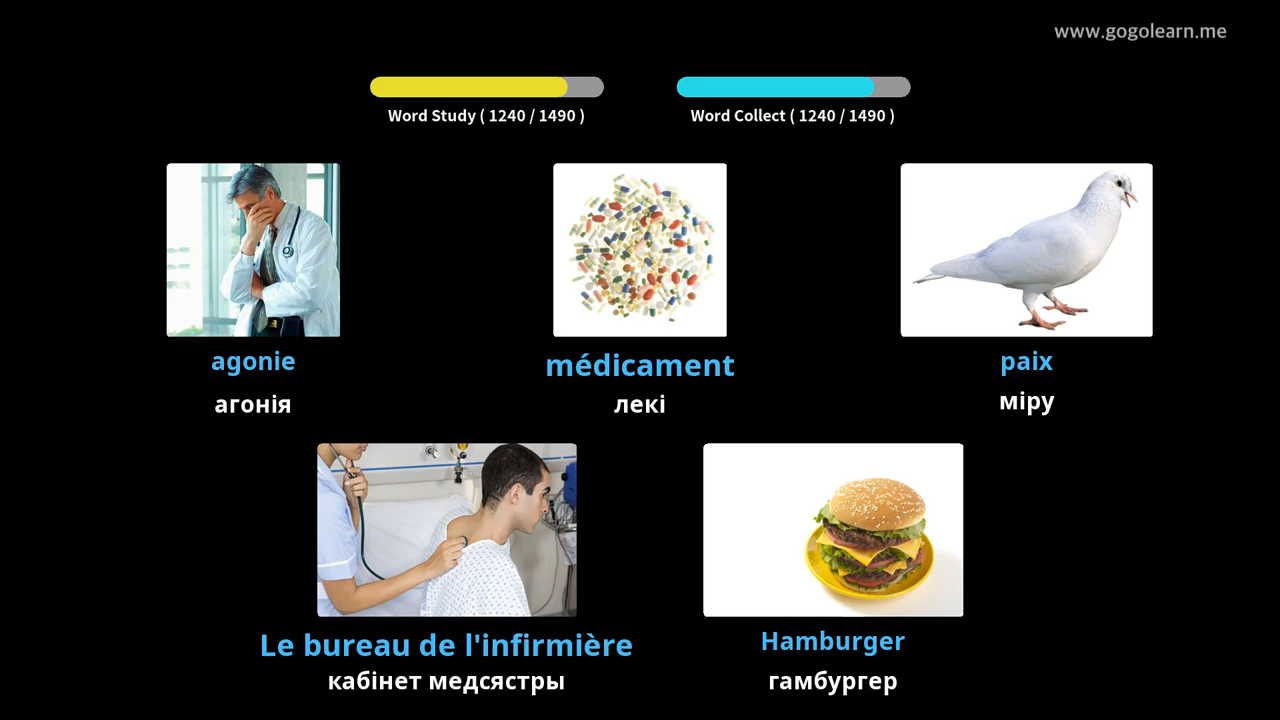 www.gogolearn.me
Word Study ( 1240 / 1490 )
Word Collect ( 1240 / 1490 )
agonie
médicament
paix
агонія
лекі
міру
Le bureau de l'infirmière
Hamburger
кабінет медсястры
гамбургер